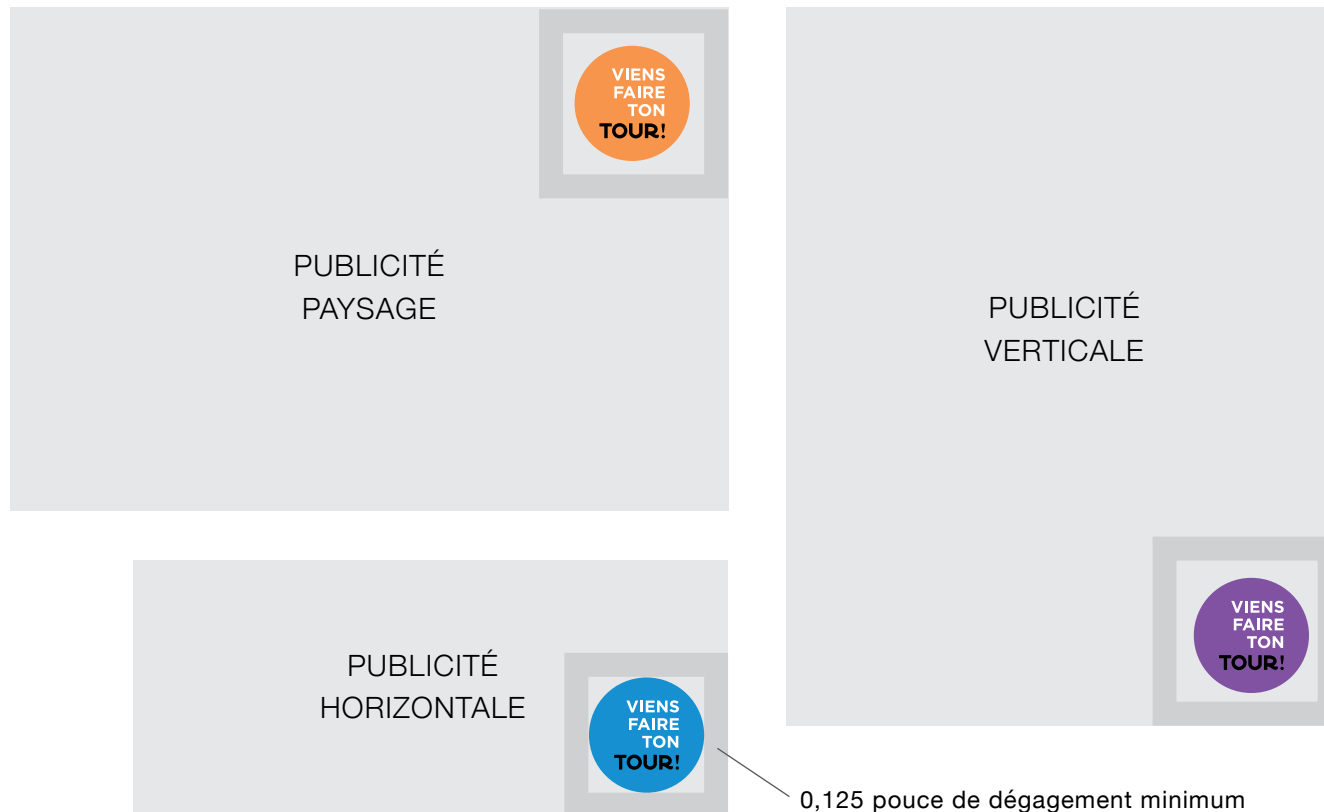 VIENS
FAIRE
TON
TOUR!
PUBLICITÉ
PAYSAGE
PUBLICITÉ
VERTICALE
VIENS
FAIRE
TON
TOUR!
PUBLICITÉ
HORIZONTALE
VIENS
FAIRE
TON
TOUR!
0,125 pouce de dégagement minimum